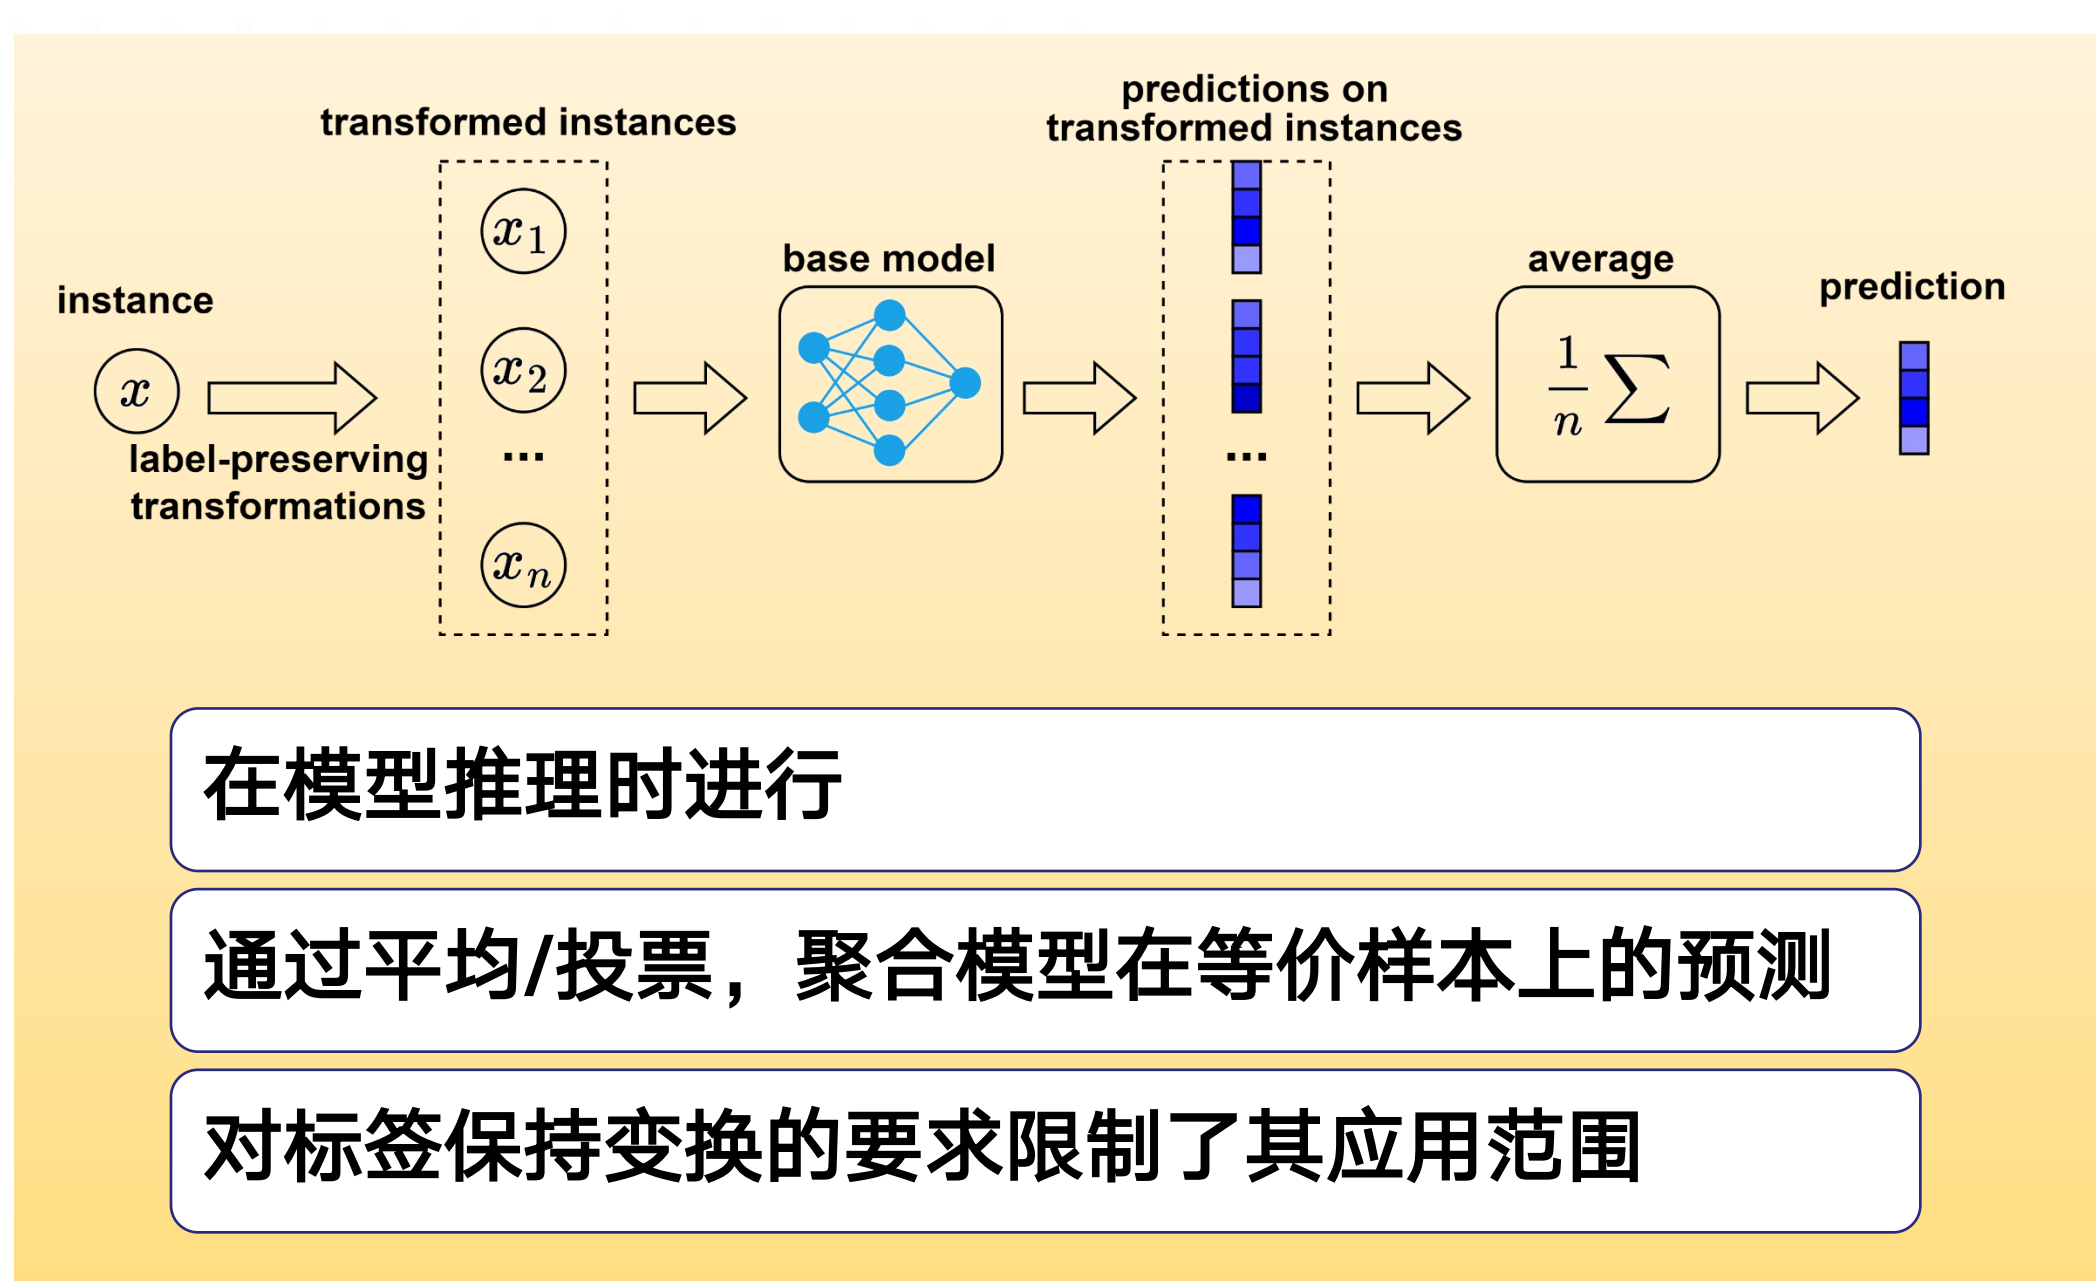 predictions on
transformed instances
transformed instances
instance
x
label-preserving
transformations
x₁
x₂
...
xₙ
base model
...
average
1/n ∑
prediction
在模型推理时进行
通过平均/投票，聚合模型在等价样本上的预测
对标签保持变换的要求限制了其应用范围